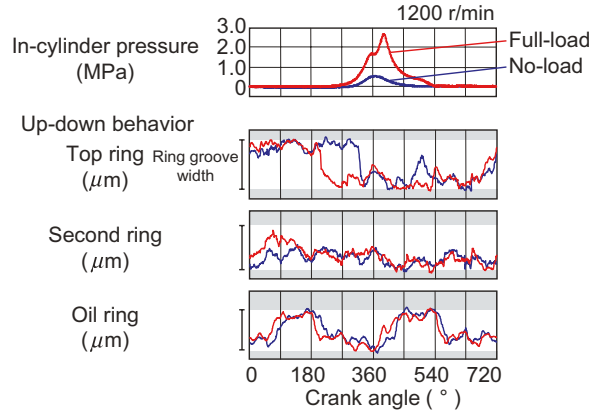 1200 r/min
In-cylinder pressure
(MPa)
3.0
2.0
1.0
0
Full-load
No-load
Up-down behavior
Top ring
(μm)
Ring groove
width
Second ring
(μm)
Oil ring
(μm)
0 180 360 540 720
Crank angle ( ° )